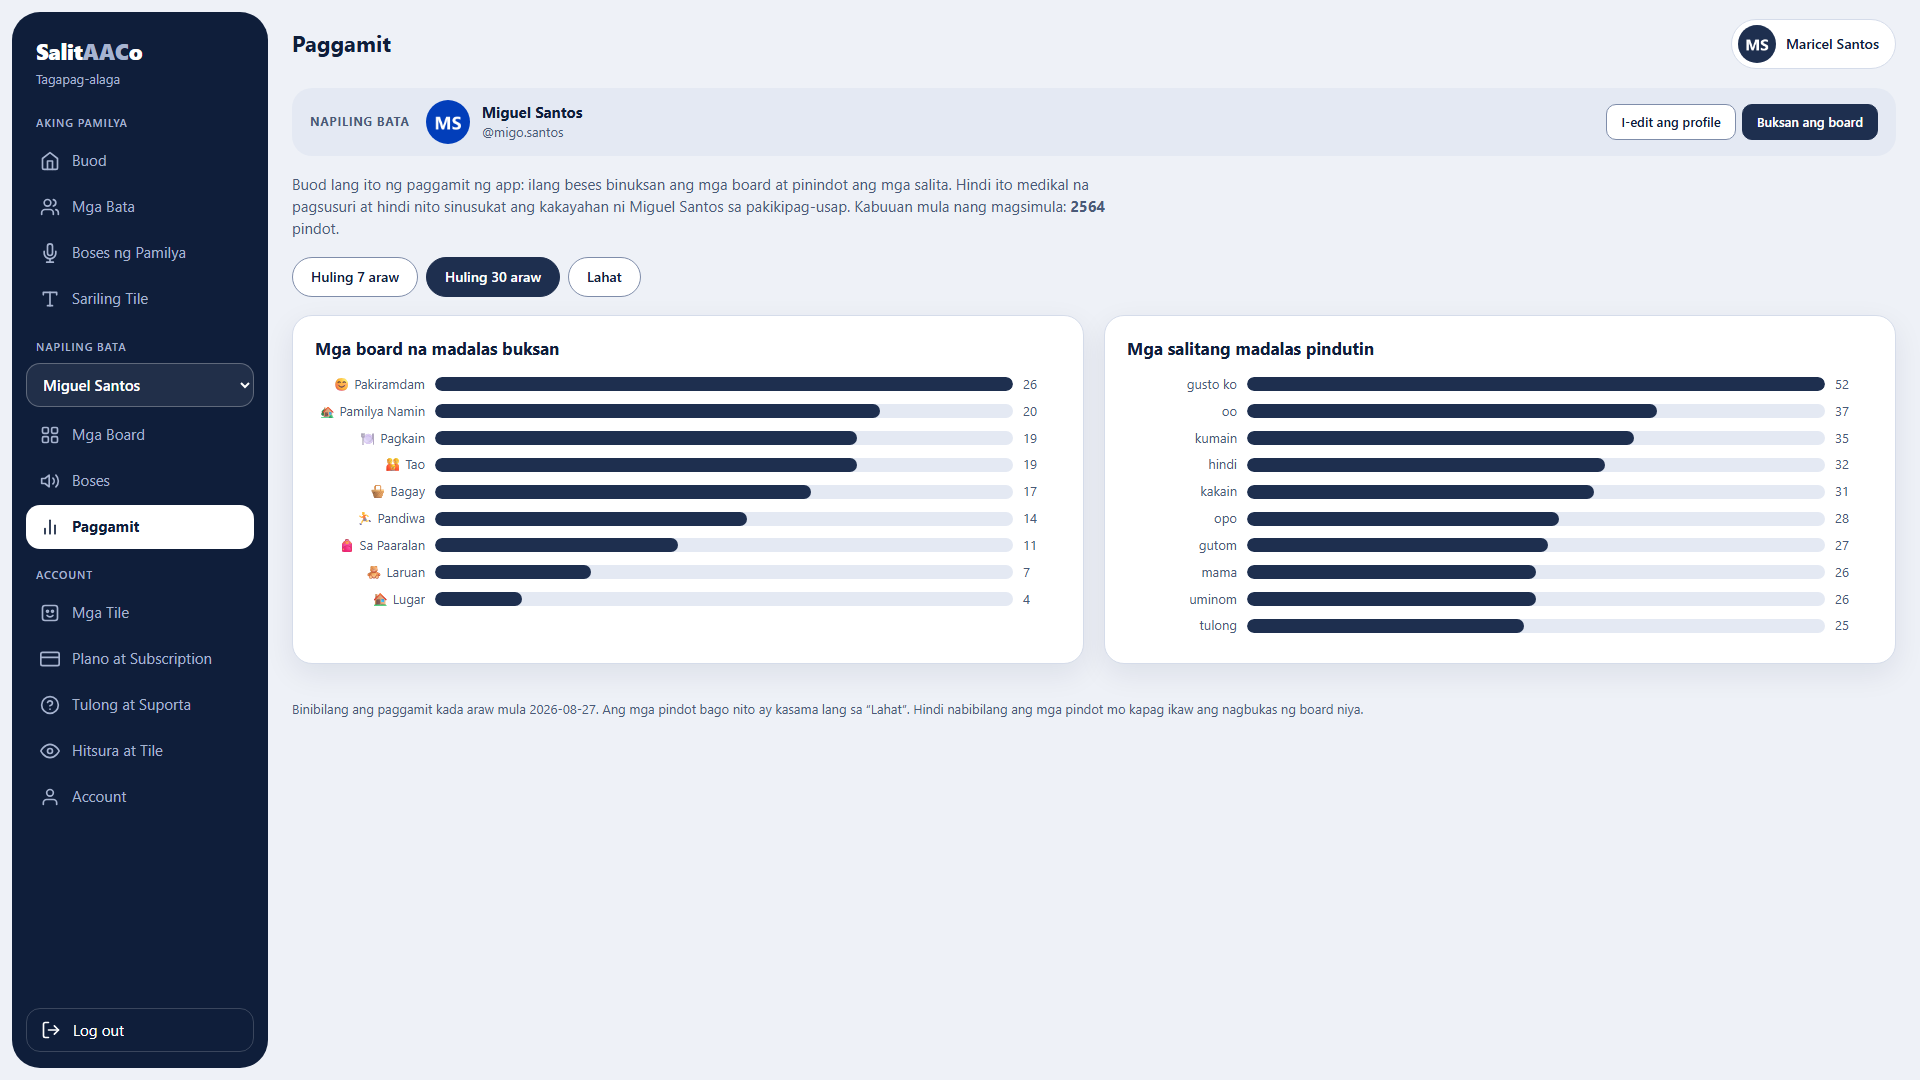 SalitAACo
Tagapag-alaga
AKING PAMILYA
Buod
Mga Bata
Boses ng Pamilya
Sariling Tile
NAPILING BATA
Miguel Santos
Mga Board
Boses
Paggamit
ACCOUNT
Mga Tile
Plano at Subscription
Tulong at Suporta
Hitsura at Tile
Account
Log out
Paggamit
MS Maricel Santos
NAPILING BATA
MS
Miguel Santos
@migo.santos
I-edit ang profile
Buksan ang board
Buod lang ito ng paggamit ng app: ilang beses binuksan ang mga board at pinindot ang mga salita. Hindi ito medikal na
pagsusuri at hindi nito sinusukat ang kakayahan ni Miguel Santos sa pakikipag-usap. Kabuuan mula nang magsimula: 2564
pindot.
Huling 7 araw
Huling 30 araw
Lahat
Mga board na madalas buksan
Pakiramdam 26
Pamilya Namin 20
Pagkain 19
Tao 19
Bagay 17
Pandiwa 14
Sa Paaralan 11
Laruan 7
Lugar 4
Mga salitang madalas pindutin
gusto ko 52
oo 37
kumain 35
hindi 32
kakain 31
opo 28
gutom 27
mama 26
uminom 26
tulong 25
Binibilang ang paggamit kada araw mula 2026-08-27. Ang mga pindot bago nito ay kasama lang sa "Lahat". Hindi nabibilang ang mga pindot mo kapag ikaw ang nagbukas ng board niya.